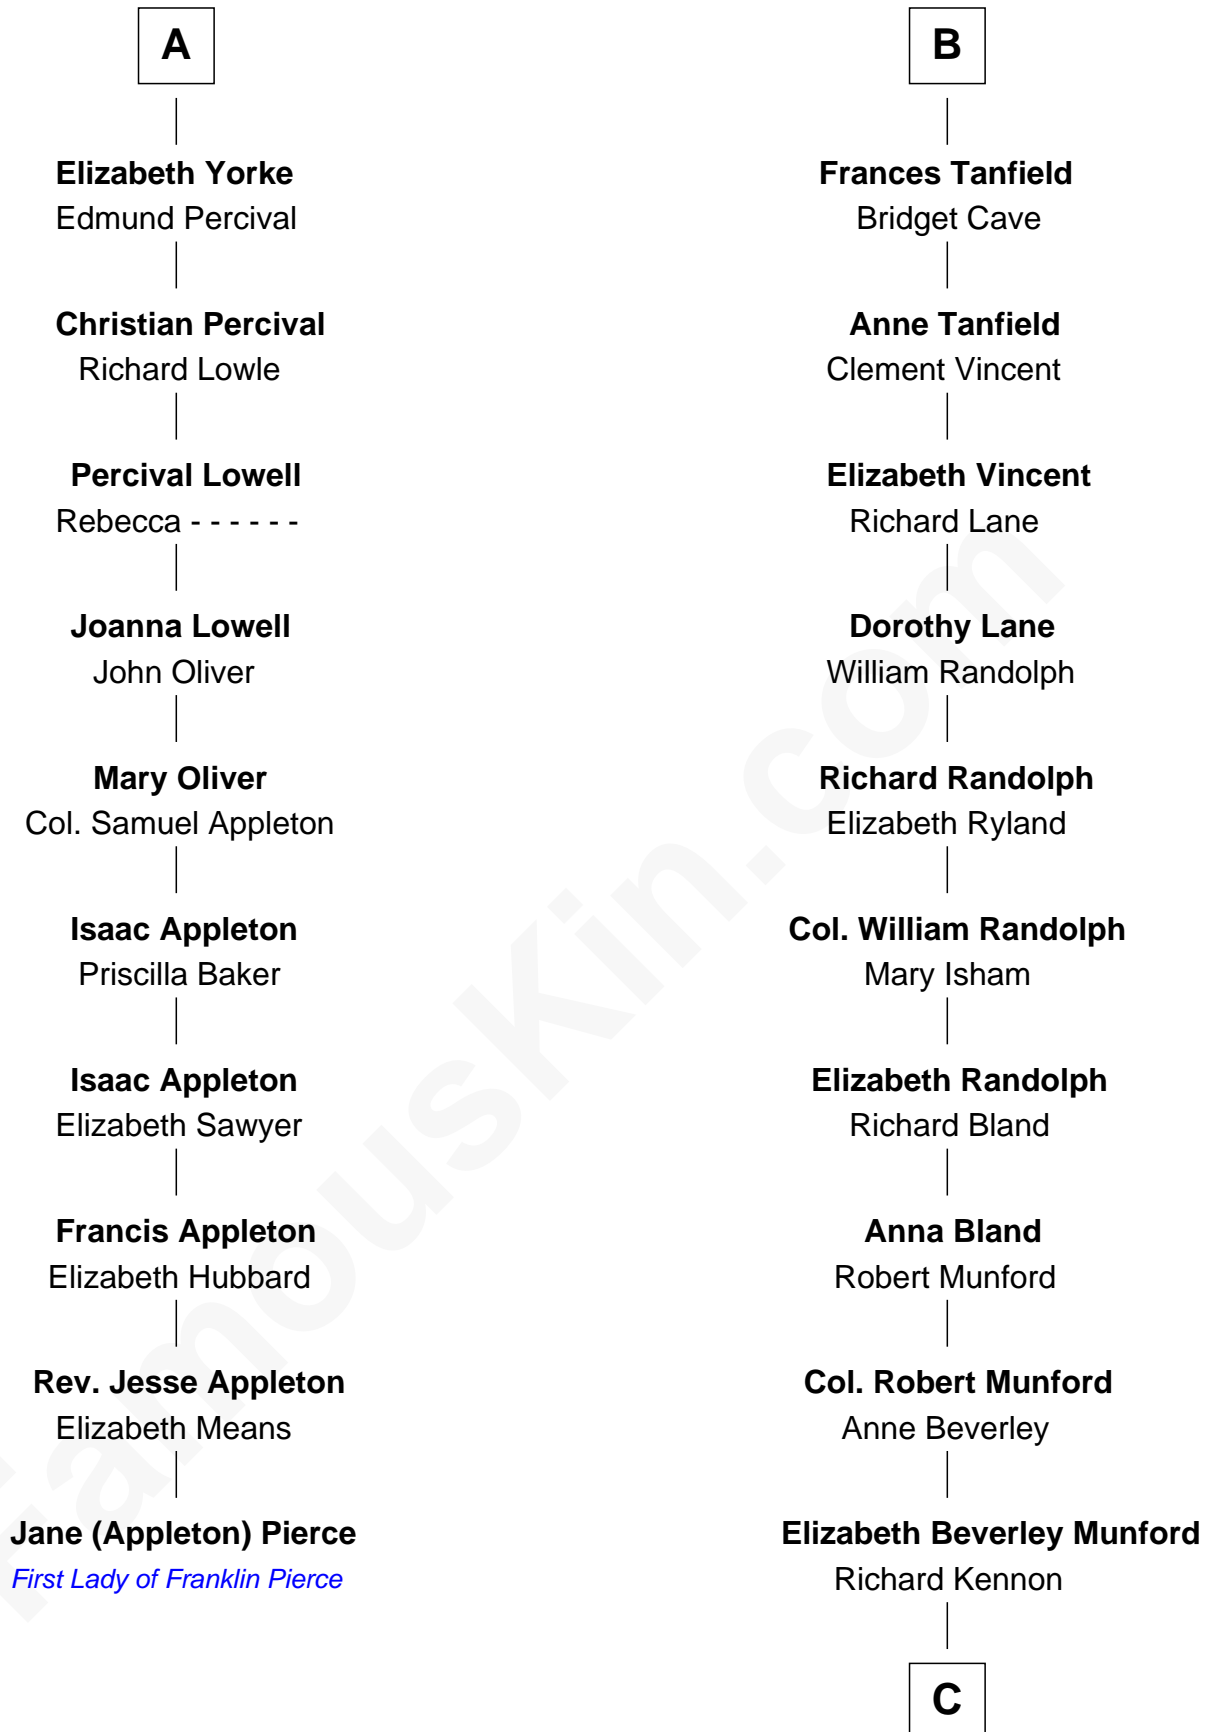 A
Elizabeth Yorke
Edmund Percival
Christian Percival
Richard Lowle
Percival Lowell
Rebecca - - - - - -
Joanna Lowell
John Oliver
Mary Oliver
Col. Samuel Appleton
Isaac Appleton
Priscilla Baker
Isaac Appleton
Elizabeth Sawyer
Francis Appleton
Elizabeth Hubbard
Rev. Jesse Appleton
Elizabeth Means
Jane (Appleton) Pierce
First Lady of Franklin Pierce
B
Frances Tanfield
Bridget Cave
Anne Tanfield
Clement Vincent
Elizabeth Vincent
Richard Lane
Dorothy Lane
William Randolph
Richard Randolph
Elizabeth Ryland
Col. William Randolph
Mary Isham
Elizabeth Randolph
Richard Bland
Anna Bland
Robert Munford
Col. Robert Munford
Anne Beverley
Elizabeth Beverley Munford
Richard Kennon
C
FamousKin.com